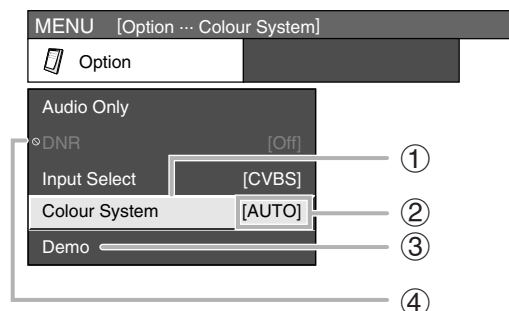 MENU [Option ··· Colour System]
Option
Audio Only
DNR [Off]
Input Select [CVBS]
Colour System [AUTO]
Demo
①
②
③
④